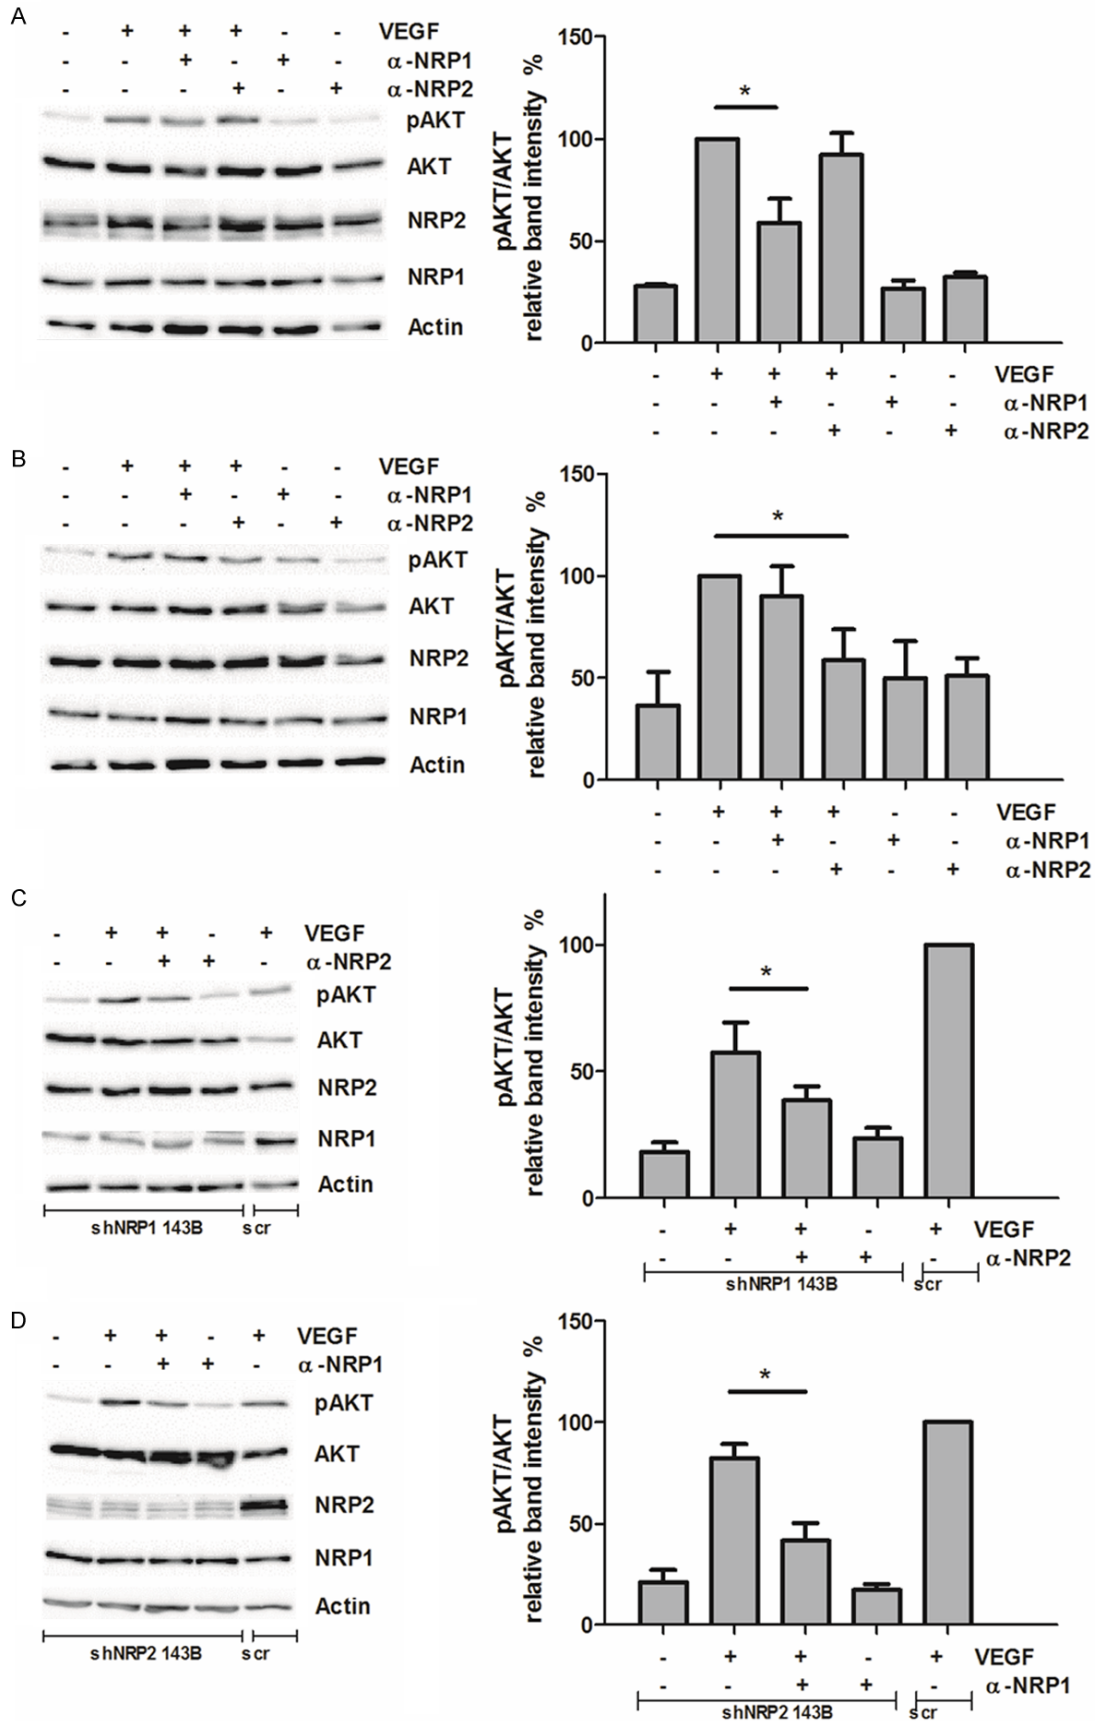 A
- + + + - - VEGF
- - + - + - α-NRP1
- - - + - + α-NRP2
pAKT
AKT
NRP2
NRP1
Actin
pAKT/AKT
relative band intensity %
150
100
50
0
*
- + + + - - VEGF
- - + - + - α-NRP1
- - - + - + α-NRP2
B
- + + + - - VEGF
- - + - + - α-NRP1
- - - + - + α-NRP2
pAKT
AKT
NRP2
NRP1
Actin
pAKT/AKT
relative band intensity %
150
100
50
0
*
- + + + - - VEGF
- - + - + - α-NRP1
- - - + - + α-NRP2
C
- + + - + VEGF
- - + + - α-NRP2
pAKT
AKT
NRP2
NRP1
Actin
shNRP1 143B scr
pAKT/AKT
relative band intensity %
100
50
0
*
- + + - + VEGF
- - + + - α-NRP2
shNRP1 143B scr
D
- + + - + VEGF
- - + + - α-NRP1
pAKT
AKT
NRP2
NRP1
Actin
shNRP2 143B scr
pAKT/AKT
relative band intensity %
150
100
50
0
*
- + + - + VEGF
- - + + - α-NRP1
shNRP2 143B scr